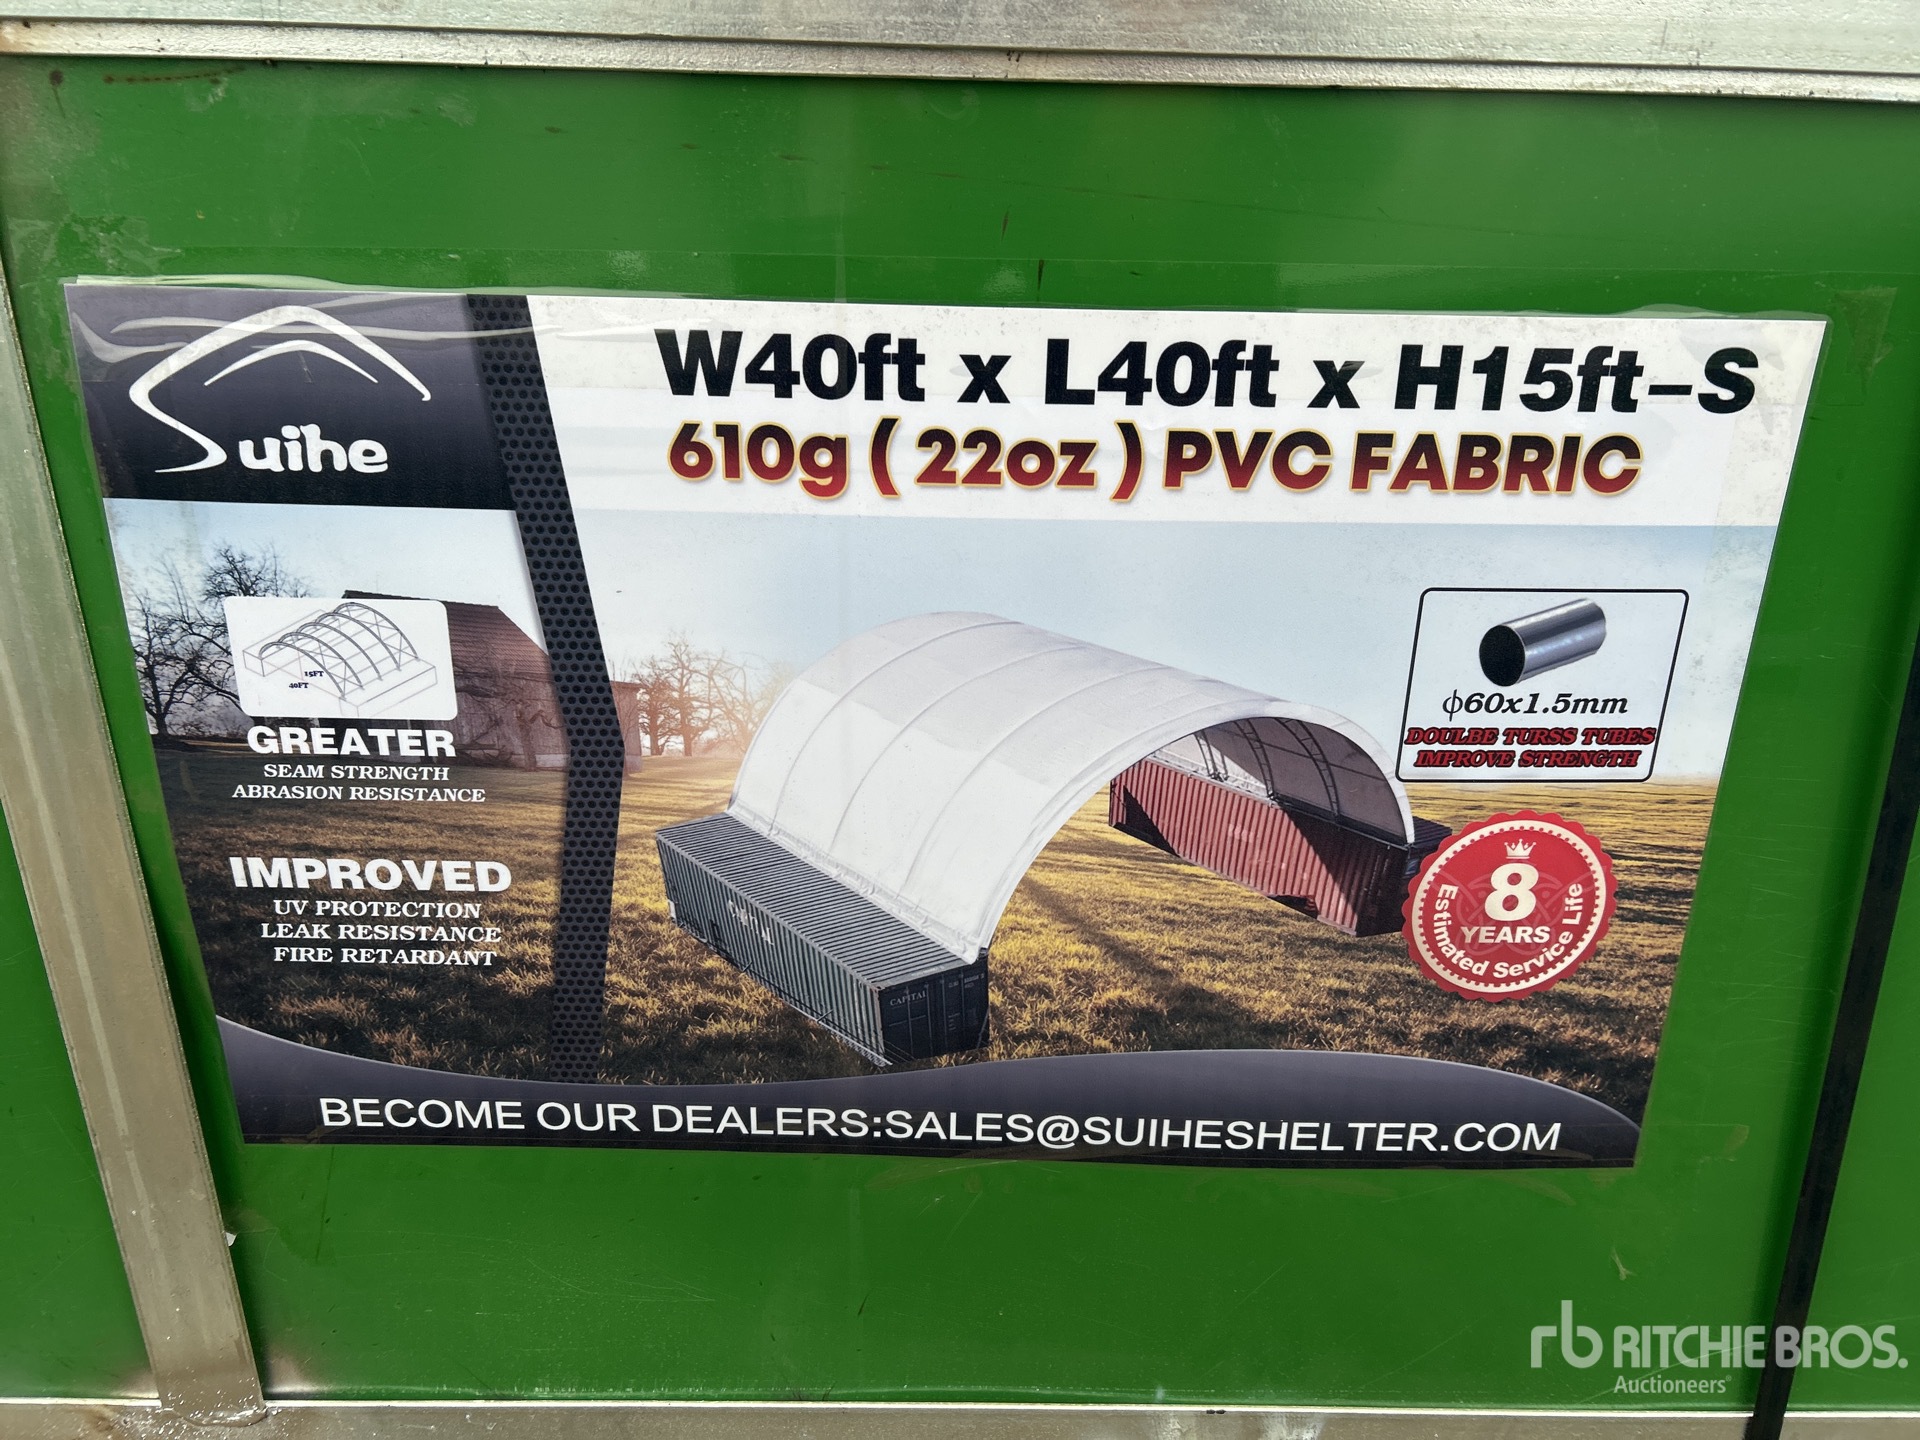 Suihe
W40ft x L40ft x H15ft-S
610g ( 22oz ) PVC FABRIC
15FT
40FT
GREATER
SEAM STRENGTH
ABRASION RESISTANCE
IMPROVED
UV PROTECTION
LEAK RESISTANCE
FIRE RETARDANT
ϕ60x1.5mm
DOULBE TURSS TUBES
IMPROVE STRENGTH
8
YEARS
Estimated Service Life
CAPITAL
BECOME OUR DEALERS:SALES@SUIHESHELTER.COM
rb RITCHIE BROS.
Auctioneers